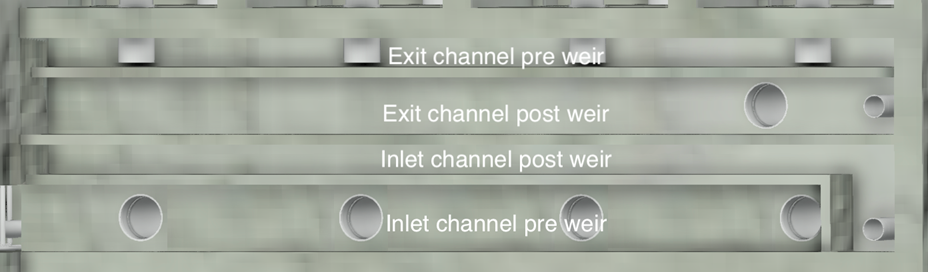 Exit channel pre weir
Exit channel post weir
Inlet channel post weir
Inlet channel pre weir